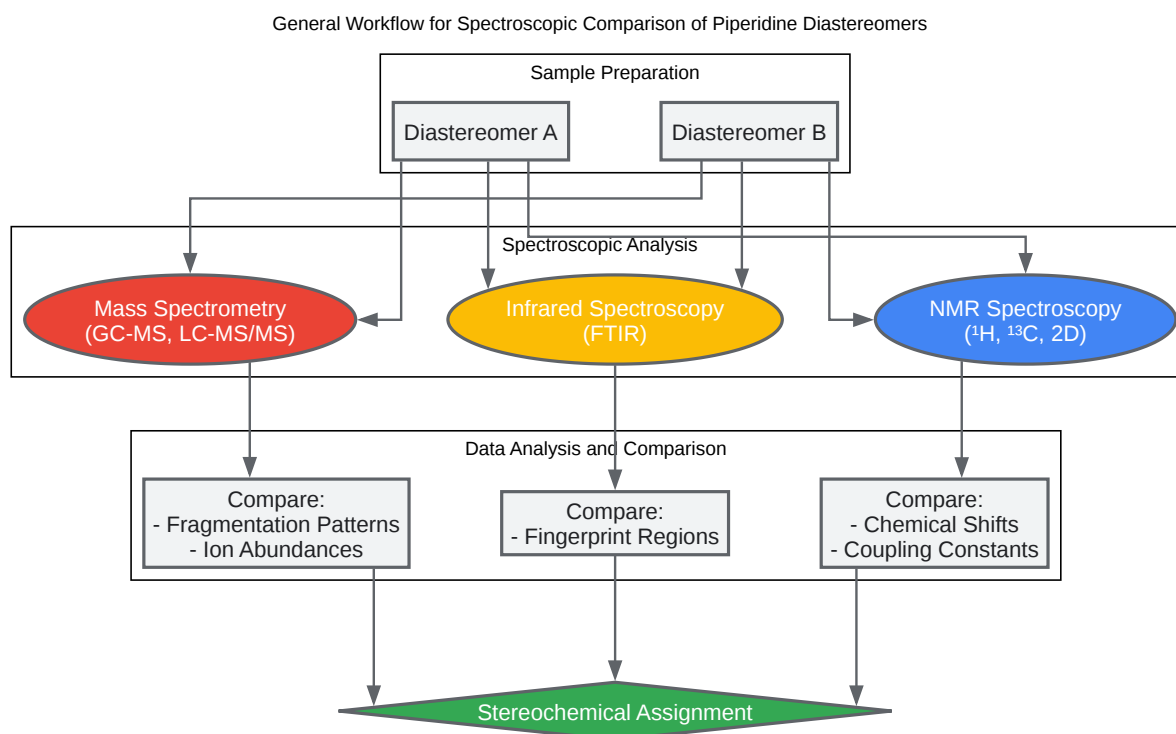 General Workflow for Spectroscopic Comparison of Piperidine Diastereomers
Sample Preparation
Diastereomer A
Diastereomer B
Spectroscopic Analysis
Mass Spectrometry
(GC-MS, LC-MS/MS)
Infrared Spectroscopy
(FTIR)
NMR Spectroscopy
(¹H, ¹³C, 2D)
Data Analysis and Comparison
Compare:
- Fragmentation Patterns
- Ion Abundances
Compare:
- Fingerprint Regions
Compare:
- Chemical Shifts
- Coupling Constants
Stereochemical Assignment